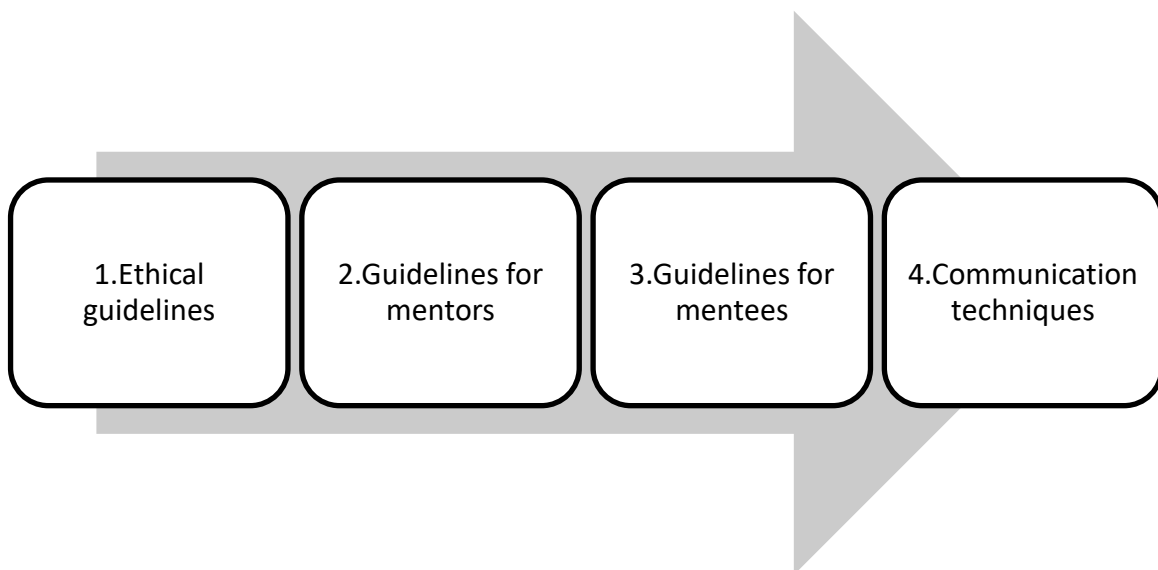 1.Ethical
guidelines
2.Guidelines for
mentors
3.Guidelines for
mentees
4.Communication
techniques